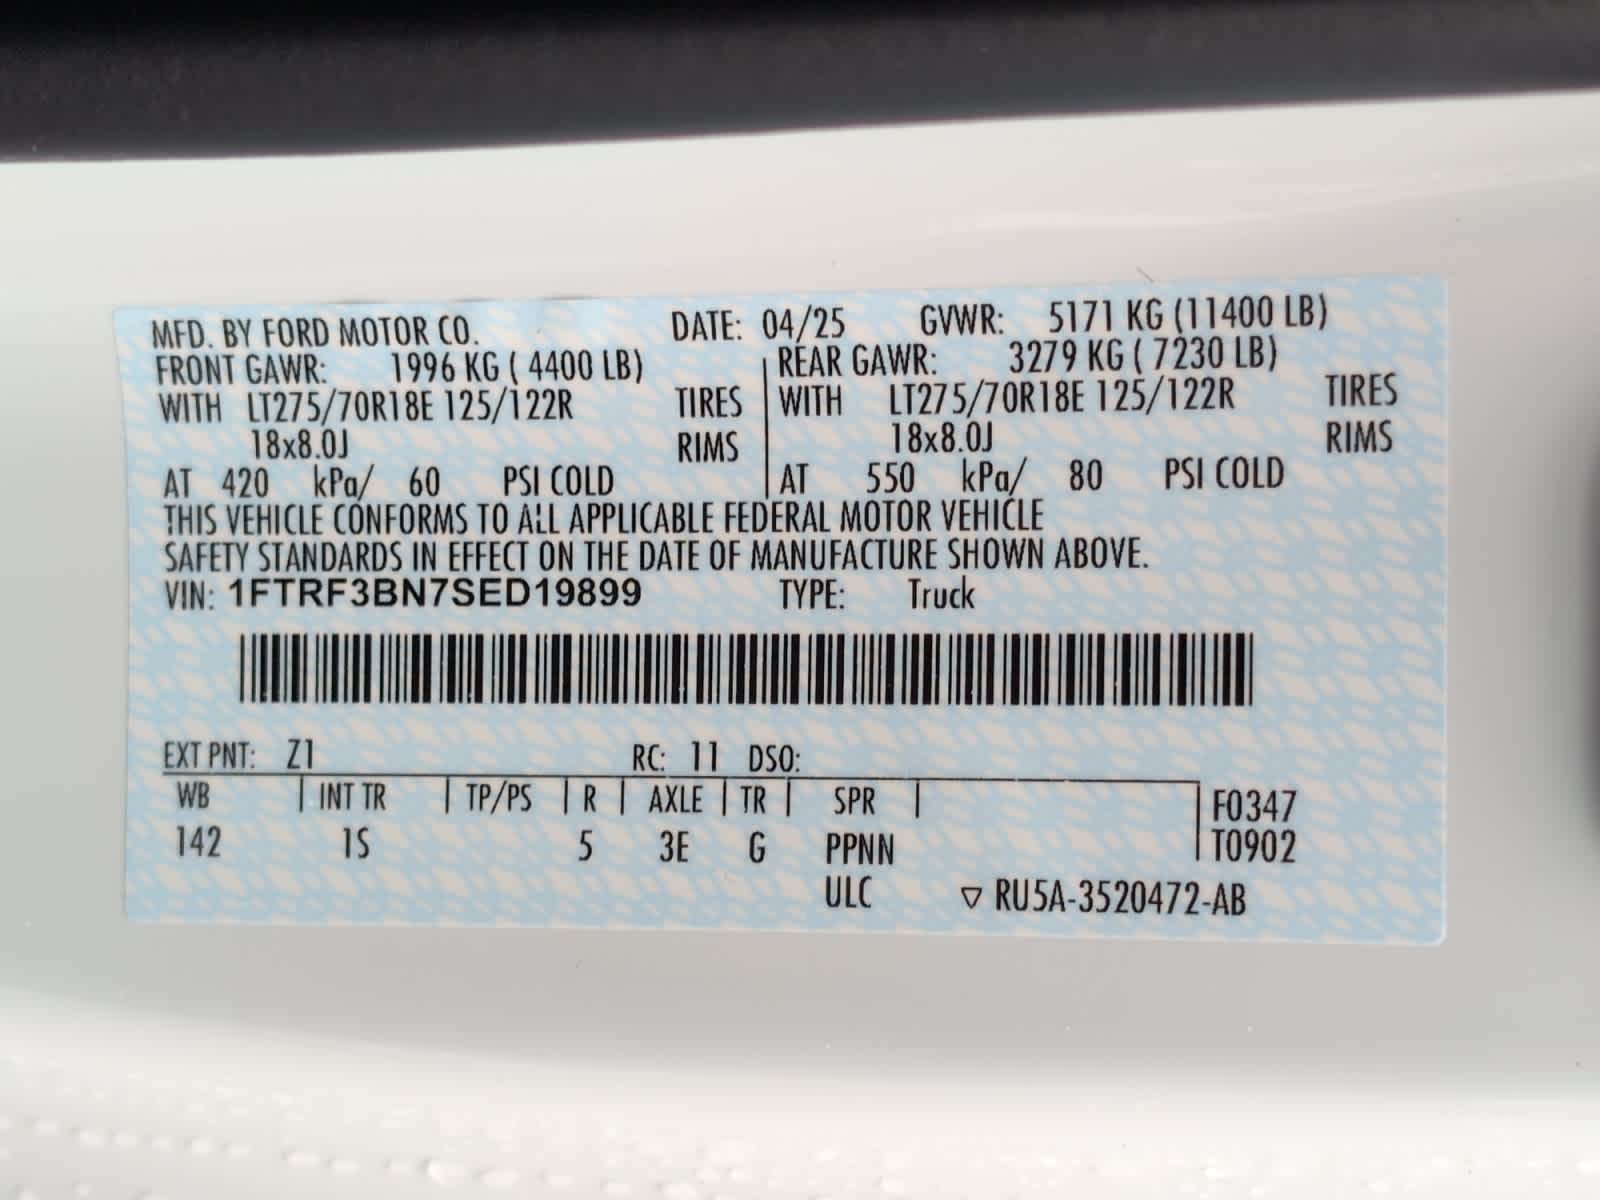 MFD. BY FORD MOTOR CO. DATE: 04/25 GVWR: 5171 KG (11400 LB)
FRONT GAWR: 1996 KG ( 4400 LB) REAR GAWR: 3279 KG ( 7230 LB)
WITH LT275/70R18E 125/122R TIRES WITH LT275/70R18E 125/122R TIRES
18x8.0J RIMS 18x8.0J RIMS
AT 420 kPa/ 60 PSI COLD AT 550 kPa/ 80 PSI COLD
THIS VEHICLE CONFORMS TO ALL APPLICABLE FEDERAL MOTOR VEHICLE
SAFETY STANDARDS IN EFFECT ON THE DATE OF MANUFACTURE SHOWN ABOVE.
VIN: 1FTRF3BN7SED19899 TYPE: Truck
EXT PNT: Z1 RC: 11 DSO:
WB INT TR TP/PS R AXLE TR SPR F0347
142 1S 5 3E G PPNN T0902
ULC ▽ RU5A-3520472-AB